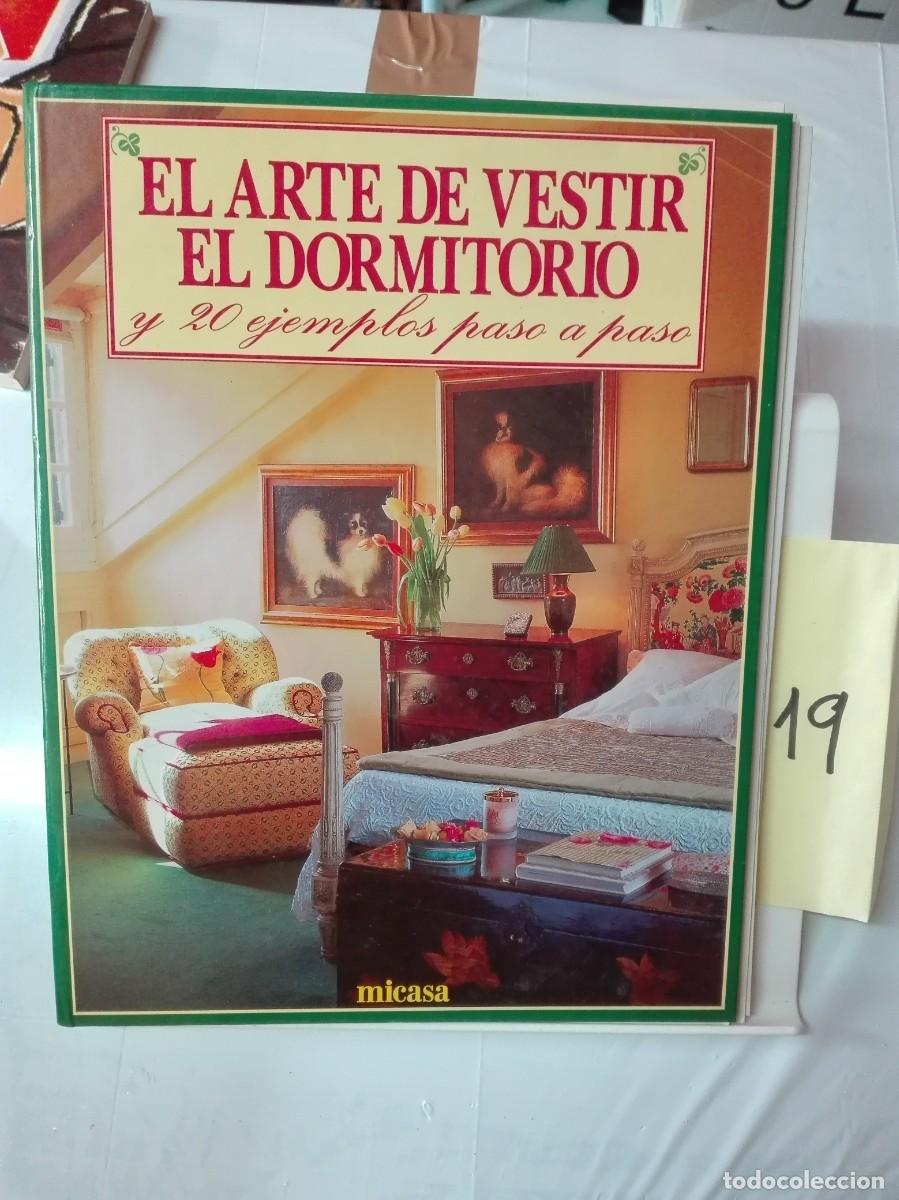 EL ARTE DE VESTIR
EL DORMITORIO
y 20 ejemplos paso a paso
19
micasa
todocoleccion